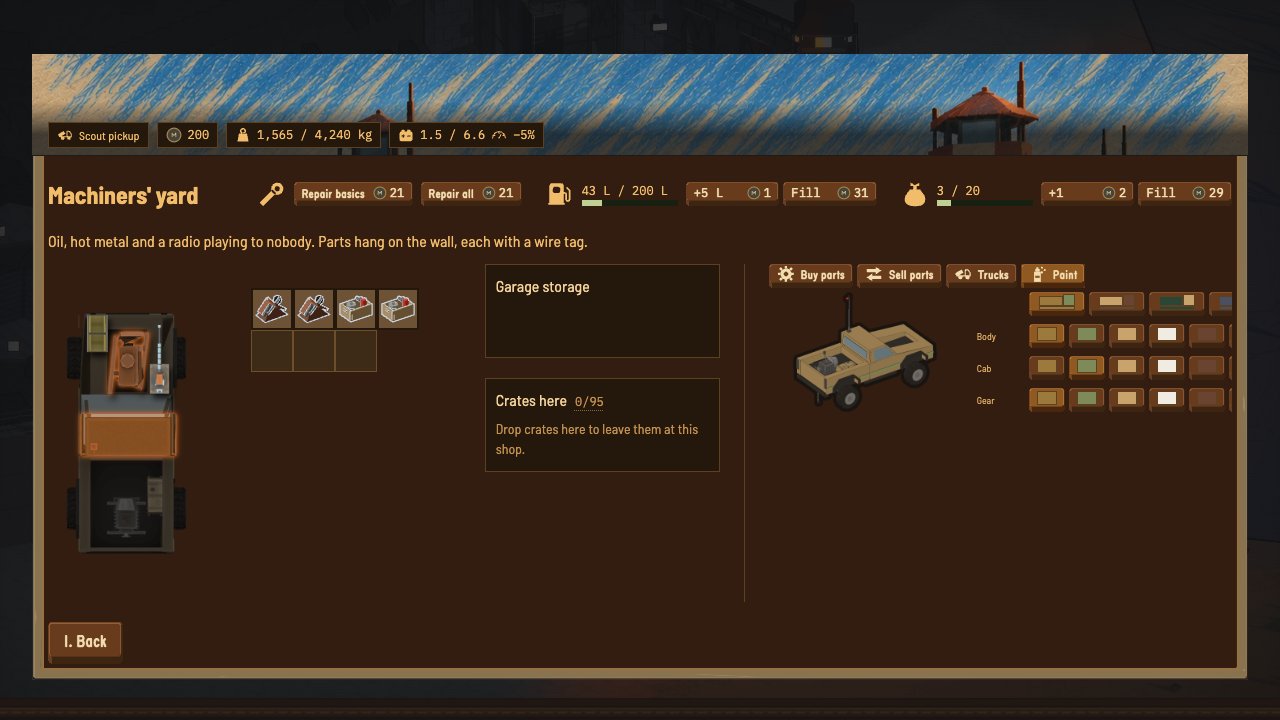 Scout pickup
M 200
1,565 / 4,240 kg
1.5 / 6.6 -5%
Machiners' yard
Repair basics M 21
Repair all M 21
43 L / 200 L
+5 L M 1
Fill M 31
3 / 20
+1 M 2
Fill M 29
Oil, hot metal and a radio playing to nobody. Parts hang on the wall, each with a wire tag.
Garage storage
Crates here 0/95
Drop crates here to leave them at this
shop.
Buy parts
Sell parts
Trucks
Paint
Body
Cab
Gear
1. Back